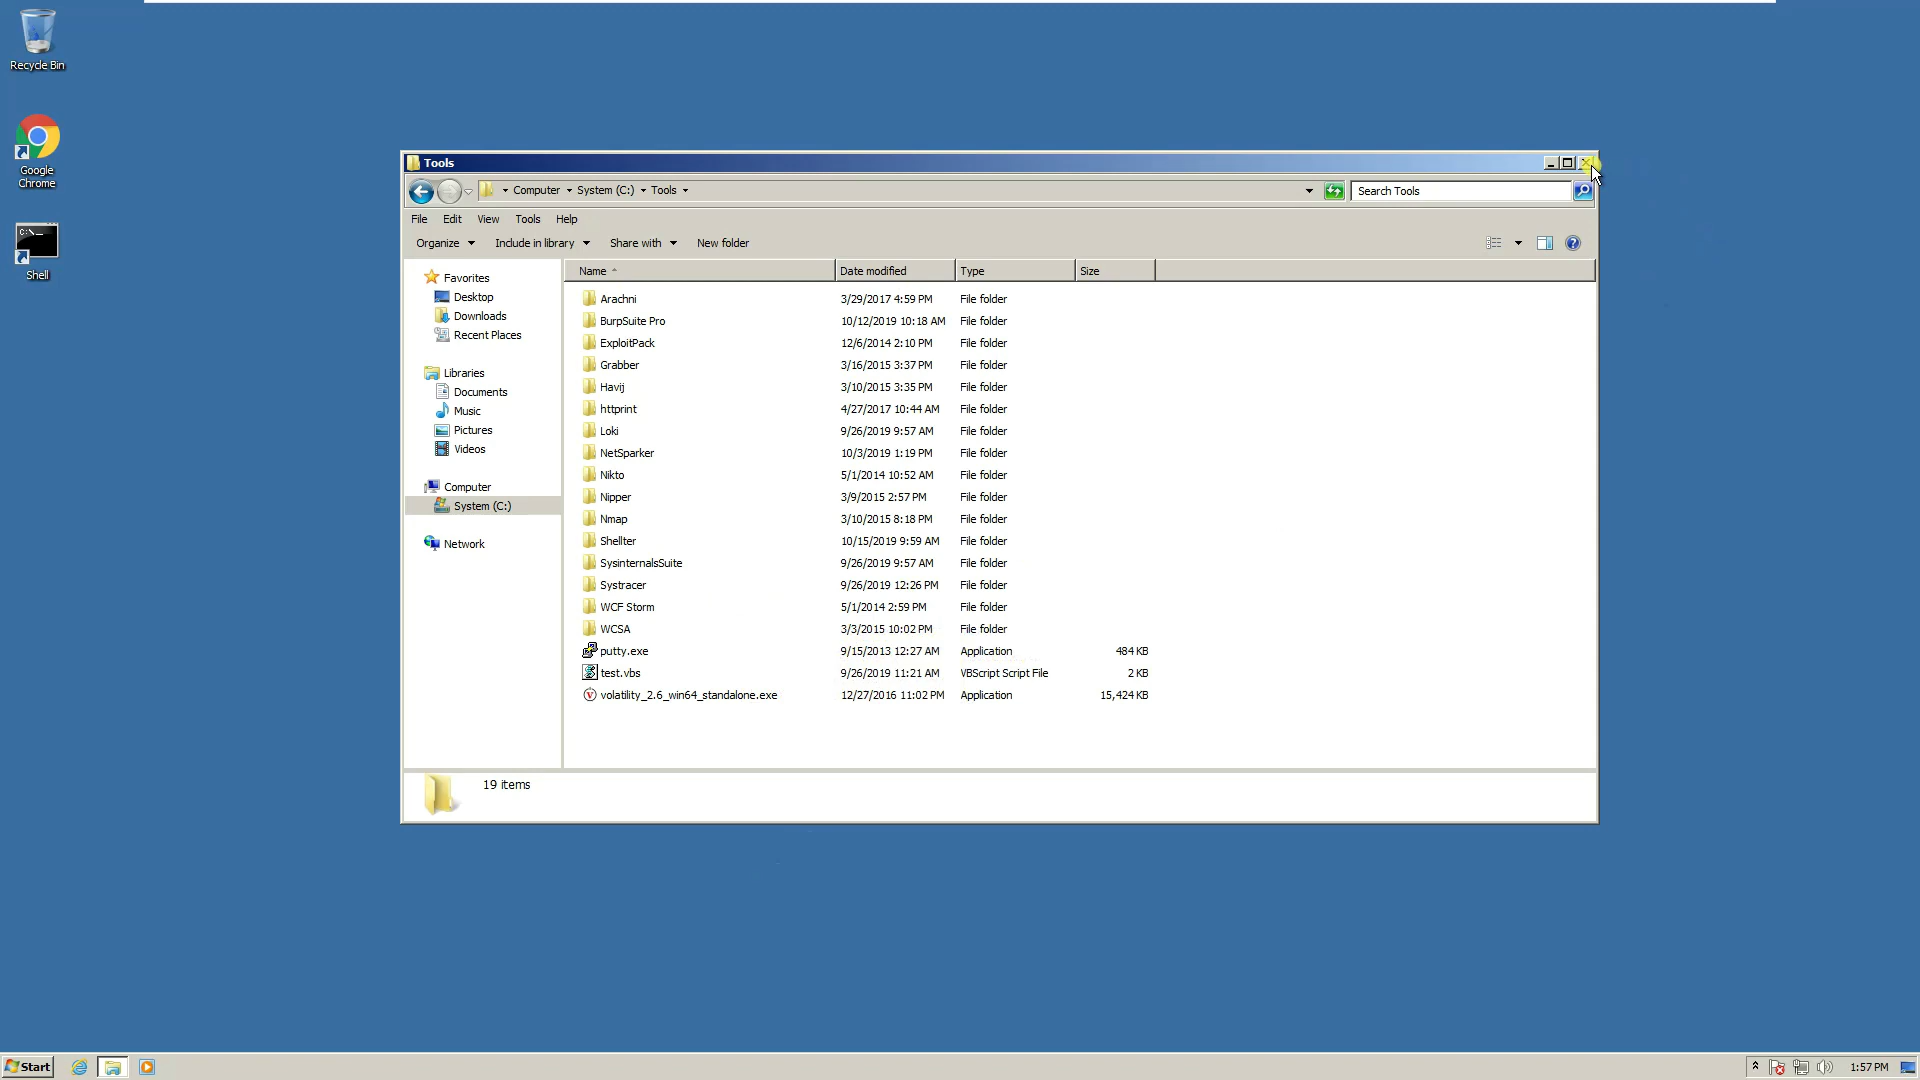 Recycle Bin
Google
Chrome
C:\._
Shell
Tools
Computer System (C:) Tools
Search Tools
File Edit View Tools Help
Organize Include in library Share with New folder
Name Date modified Type Size
Favorites
Desktop
Downloads
Recent Places
Libraries
Documents
Music
Pictures
Videos
Computer
System (C:)
Network
Arachni 3/29/2017 4:59 PM File folder
BurpSuite Pro 10/12/2019 10:18 AM File folder
ExploitPack 12/6/2014 2:10 PM File folder
Grabber 3/16/2015 3:37 PM File folder
Havij 3/10/2015 3:35 PM File folder
httprint 4/27/2017 10:44 AM File folder
Loki 9/26/2019 9:57 AM File folder
NetSparker 10/3/2019 1:19 PM File folder
Nikto 5/1/2014 10:52 AM File folder
Nipper 3/9/2015 2:57 PM File folder
Nmap 3/10/2015 8:18 PM File folder
Shellter 10/15/2019 9:59 AM File folder
SysinternalsSuite 9/26/2019 9:57 AM File folder
Systracer 9/26/2019 12:26 PM File folder
WCF Storm 5/1/2014 2:59 PM File folder
WCSA 3/3/2015 10:02 PM File folder
putty.exe 9/15/2013 12:27 AM Application 484 KB
test.vbs 9/26/2019 11:21 AM VBScript Script File 2 KB
volatility_2.6_win64_standalone.exe 12/27/2016 11:02 PM Application 15,424 KB
19 items
Start
1:57 PM